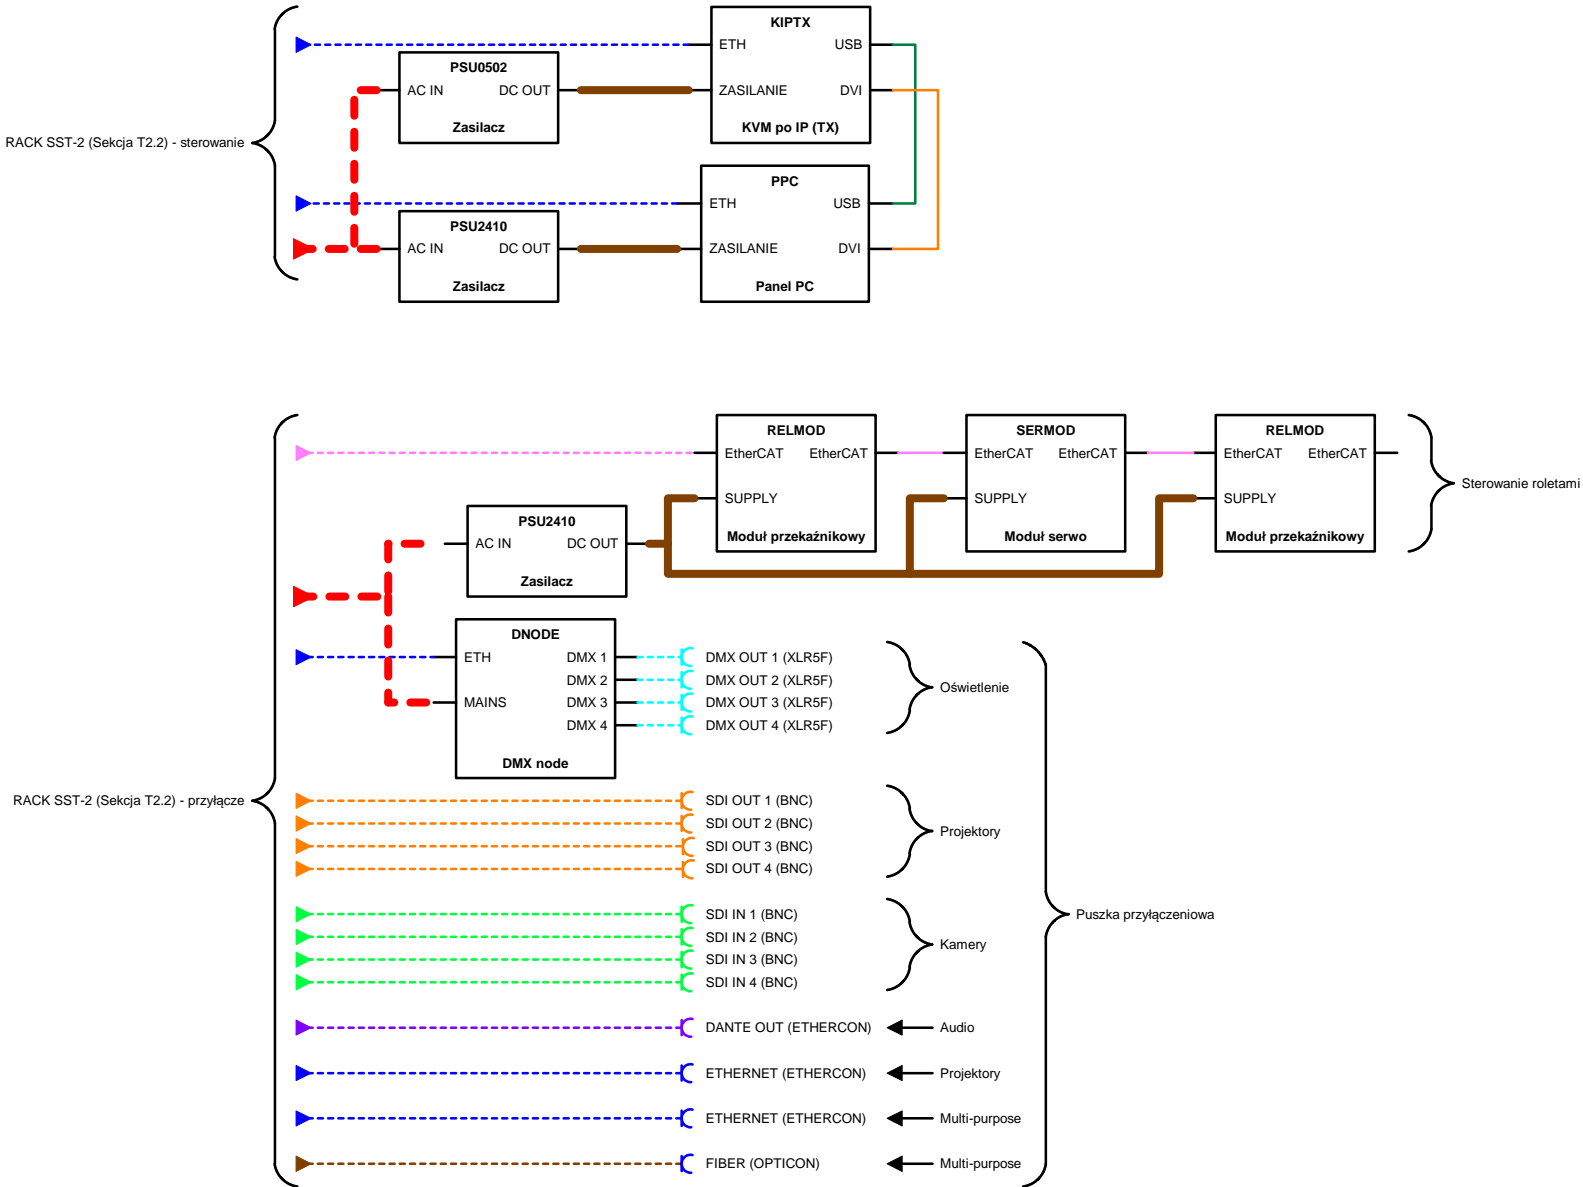 KIPTX
ETH USB
PSU0502
AC IN DC OUT
ZASILANIE DVI
Zasilacz
KVM po IP (TX)
RACK SST-2 (Sekcja T2.2) - sterowanie
PPC
ETH USB
PSU2410
AC IN DC OUT
ZASILANIE DVI
Zasilacz
Panel PC
RELMOD
EtherCAT EtherCAT
SUPPLY
Moduł przekaźnikowy
SERMOD
EtherCAT EtherCAT
SUPPLY
Moduł serwo
RELMOD
EtherCAT EtherCAT
SUPPLY
Moduł przekaźnikowy
Sterowanie roletami
PSU2410
AC IN DC OUT
Zasilacz
DNODE
ETH DMX 1
DMX 2
MAINS DMX 3
DMX 4
DMX node
DMX OUT 1 (XLR5F)
DMX OUT 2 (XLR5F)
DMX OUT 3 (XLR5F)
DMX OUT 4 (XLR5F)
Oświetlenie
RACK SST-2 (Sekcja T2.2) - przyłącze
SDI OUT 1 (BNC)
SDI OUT 2 (BNC)
SDI OUT 3 (BNC)
SDI OUT 4 (BNC)
Projektory
SDI IN 1 (BNC)
SDI IN 2 (BNC)
SDI IN 3 (BNC)
SDI IN 4 (BNC)
Kamery
Puszka przyłączeniowa
DANTE OUT (ETHERCON) Audio
ETHERNET (ETHERCON) Projektory
ETHERNET (ETHERCON) Multi-purpose
FIBER (OPTICON) Multi-purpose